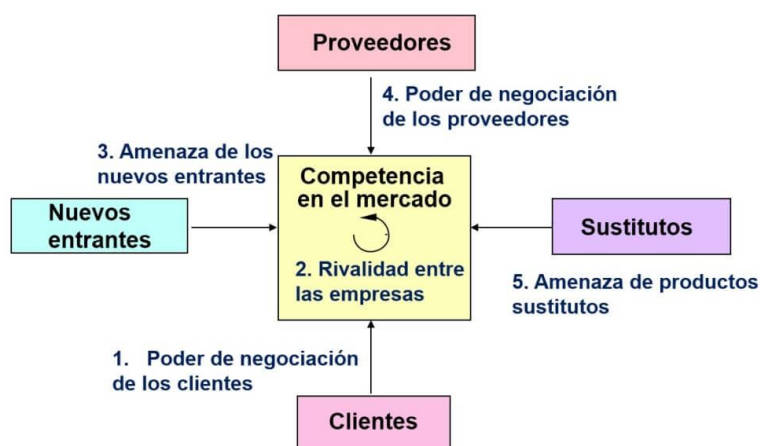 Proveedores
4. Poder de negociación
de los proveedores
3. Amenaza de los
nuevos entrantes
Competencia
en el mercado
Nuevos
entrantes
Sustitutos
2. Rivalidad entre
las empresas
5. Amenaza de productos
sustitutos
1. Poder de negociación
de los clientes
Clientes